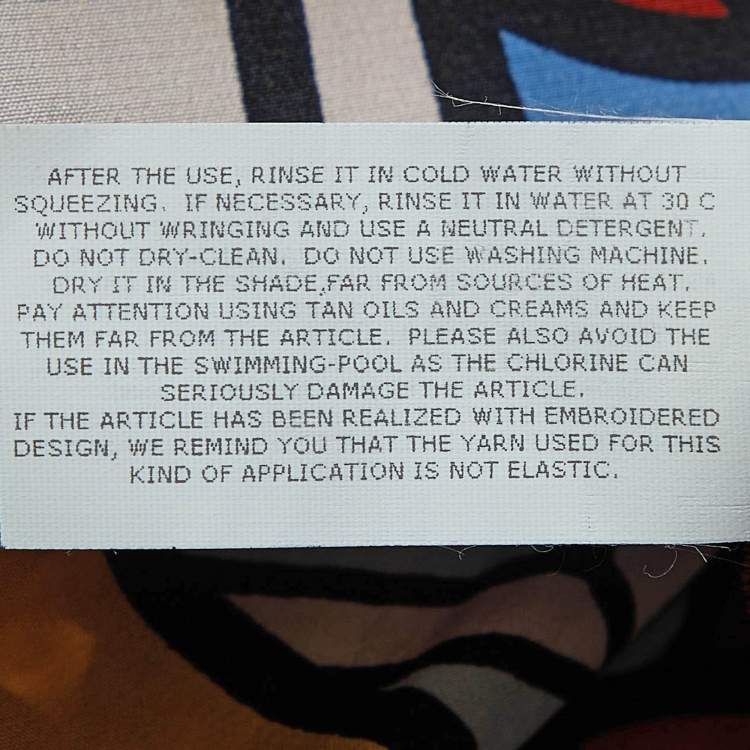 AFTER THE USE, RINSE IT IN COLD WATER WITHOUT
SQUEEZING. IF NECESSARY, RINSE IT IN WATER AT 30 C
WITHOUT WRINGING AND USE A NEUTRAL DETERGENT.
DO NOT DRY-CLEAN. DO NOT USE WASHING MACHINE.
DRY IT IN THE SHADE,FAR FROM SOURCES OF HEAT.
PAY ATTENTION USING TAN OILS AND CREAMS AND KEEP
THEM FAR FROM THE ARTICLE. PLEASE ALSO AVOID THE
USE IN THE SWIMMING-POOL AS THE CHLORINE CAN
SERIOUSLY DAMAGE THE ARTICLE.
IF THE ARTICLE HAS BEEN REALIZED WITH EMBROIDERED
DESIGN, WE REMIND YOU THAT THE YARN USED FOR THIS
KIND OF APPLICATION IS NOT ELASTIC.